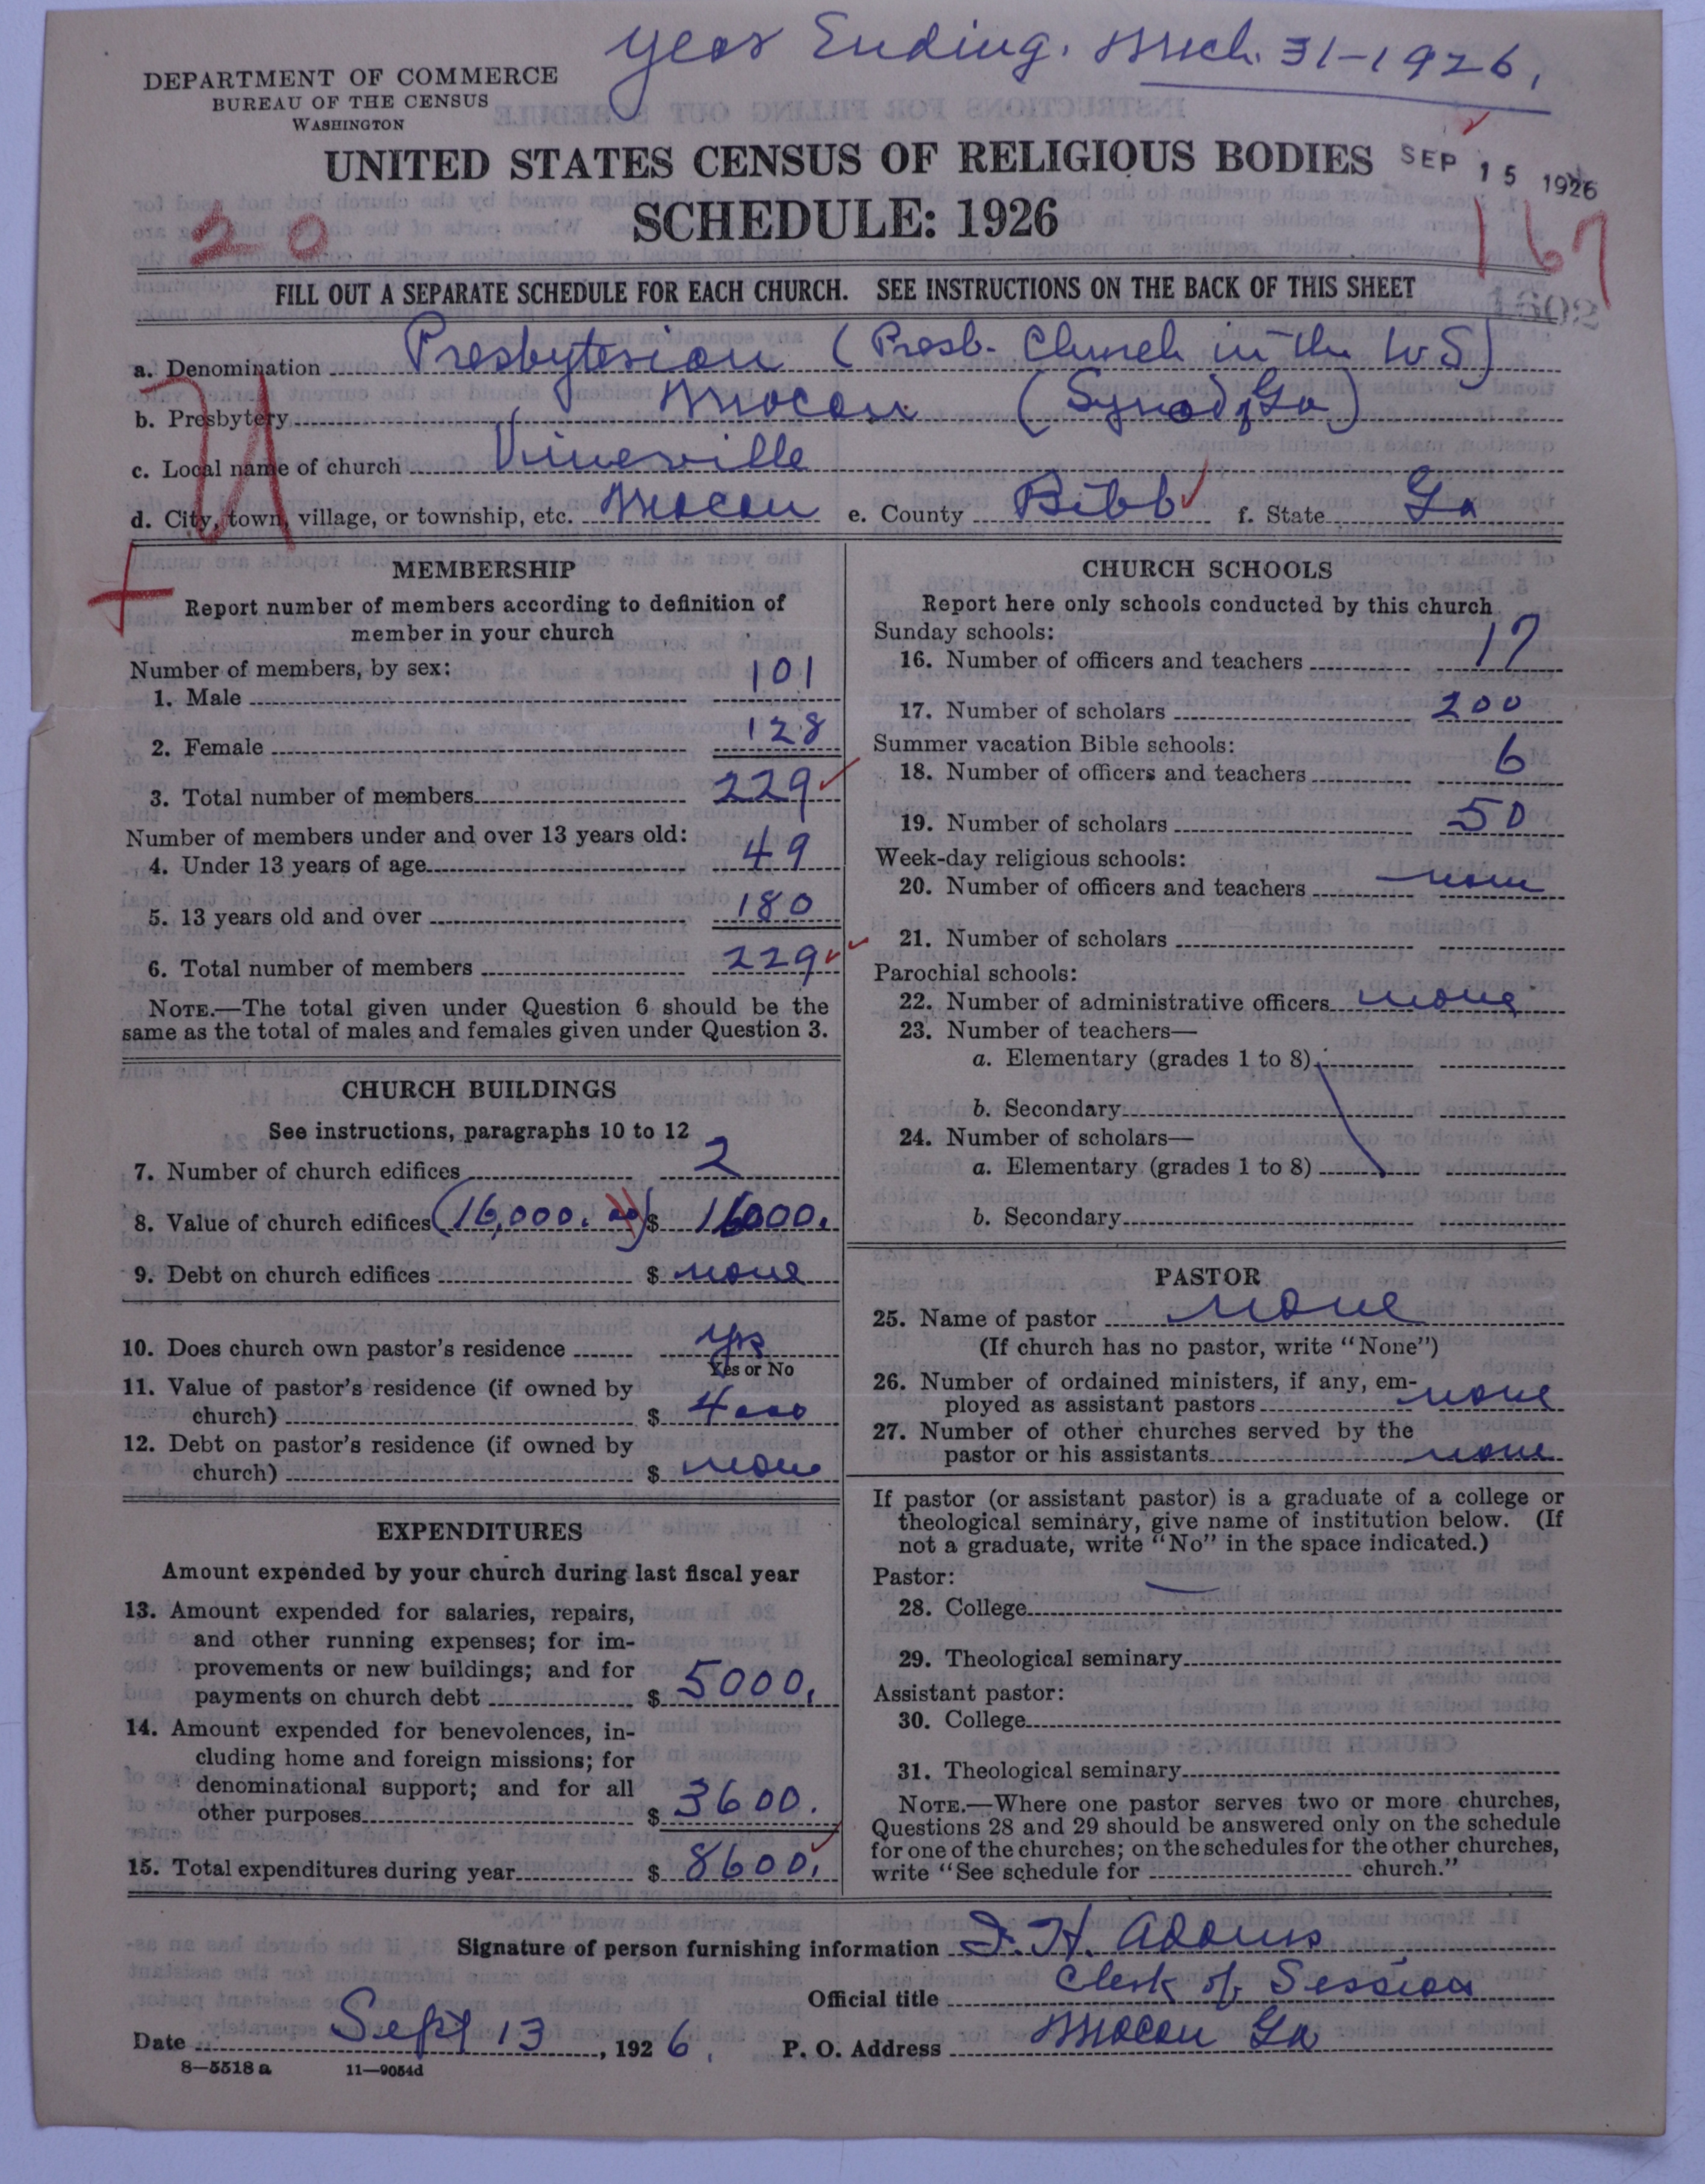 Year Ending. Mch. 31-1926.
DEPARTMENT OF COMMERCE
BUREAU OF THE CENSUS
WASHINGTON
UNITED STATES CENSUS OF RELIGIOUS BODIES
SEP 15 1926
SCHEDULE: 1926
20
167
FILL OUT A SEPARATE SCHEDULE FOR EACH CHURCH. SEE INSTRUCTIONS ON THE BACK OF THIS SHEET
1602
a. Denomination Presbyterian (Presb. Church in the US)
b. Presbytery Macon (Synod of Ga)
c. Local name of church Vineville
d. City, town, village, or township, etc. Macon e. County Bibb f. State Ga
MEMBERSHIP
Report number of members according to definition of
member in your church
Number of members, by sex:
1. Male 101
2. Female 128
3. Total number of members 229
Number of members under and over 13 years old:
4. Under 13 years of age 49
5. 13 years old and over 180
6. Total number of members 229
NOTE.—The total given under Question 6 should be the
same as the total of males and females given under Question 3.
CHURCH BUILDINGS
See instructions, paragraphs 10 to 12
7. Number of church edifices 2
8. Value of church edifices (16,000.00) $ 16000.
9. Debt on church edifices $ none
10. Does church own pastor's residence yes
Yes or No
11. Value of pastor's residence (if owned by
church) $ 4000
12. Debt on pastor's residence (if owned by
church) $ none
EXPENDITURES
Amount expended by your church during last fiscal year
13. Amount expended for salaries, repairs,
and other running expenses; for im-
provements or new buildings; and for
payments on church debt $ 5000.
14. Amount expended for benevolences, in-
cluding home and foreign missions; for
denominational support; and for all
other purposes $ 3600.
15. Total expenditures during year $ 8600.
CHURCH SCHOOLS
Report here only schools conducted by this church
Sunday schools:
16. Number of officers and teachers 17
17. Number of scholars 200
Summer vacation Bible schools:
18. Number of officers and teachers 6
19. Number of scholars 50
Week-day religious schools:
20. Number of officers and teachers none
21. Number of scholars
Parochial schools:
22. Number of administrative officers none
23. Number of teachers—
a. Elementary (grades 1 to 8)
b. Secondary
24. Number of scholars—
a. Elementary (grades 1 to 8)
b. Secondary
PASTOR
25. Name of pastor none
(If church has no pastor, write "None")
26. Number of ordained ministers, if any, em-
ployed as assistant pastors none
27. Number of other churches served by the
pastor or his assistants none
If pastor (or assistant pastor) is a graduate of a college or
theological seminary, give name of institution below. (If
not a graduate, write "No" in the space indicated.)
Pastor:
28. College
29. Theological seminary
Assistant pastor:
30. College
31. Theological seminary
NOTE.—Where one pastor serves two or more churches,
Questions 28 and 29 should be answered only on the schedule
for one of the churches; on the schedules for the other churches,
write "See schedule for church."
Signature of person furnishing information H. Adams
Official title Clerk of Session
Date Sept 13, 1926. P. O. Address Macon Ga
8—5518 a 11—9054d